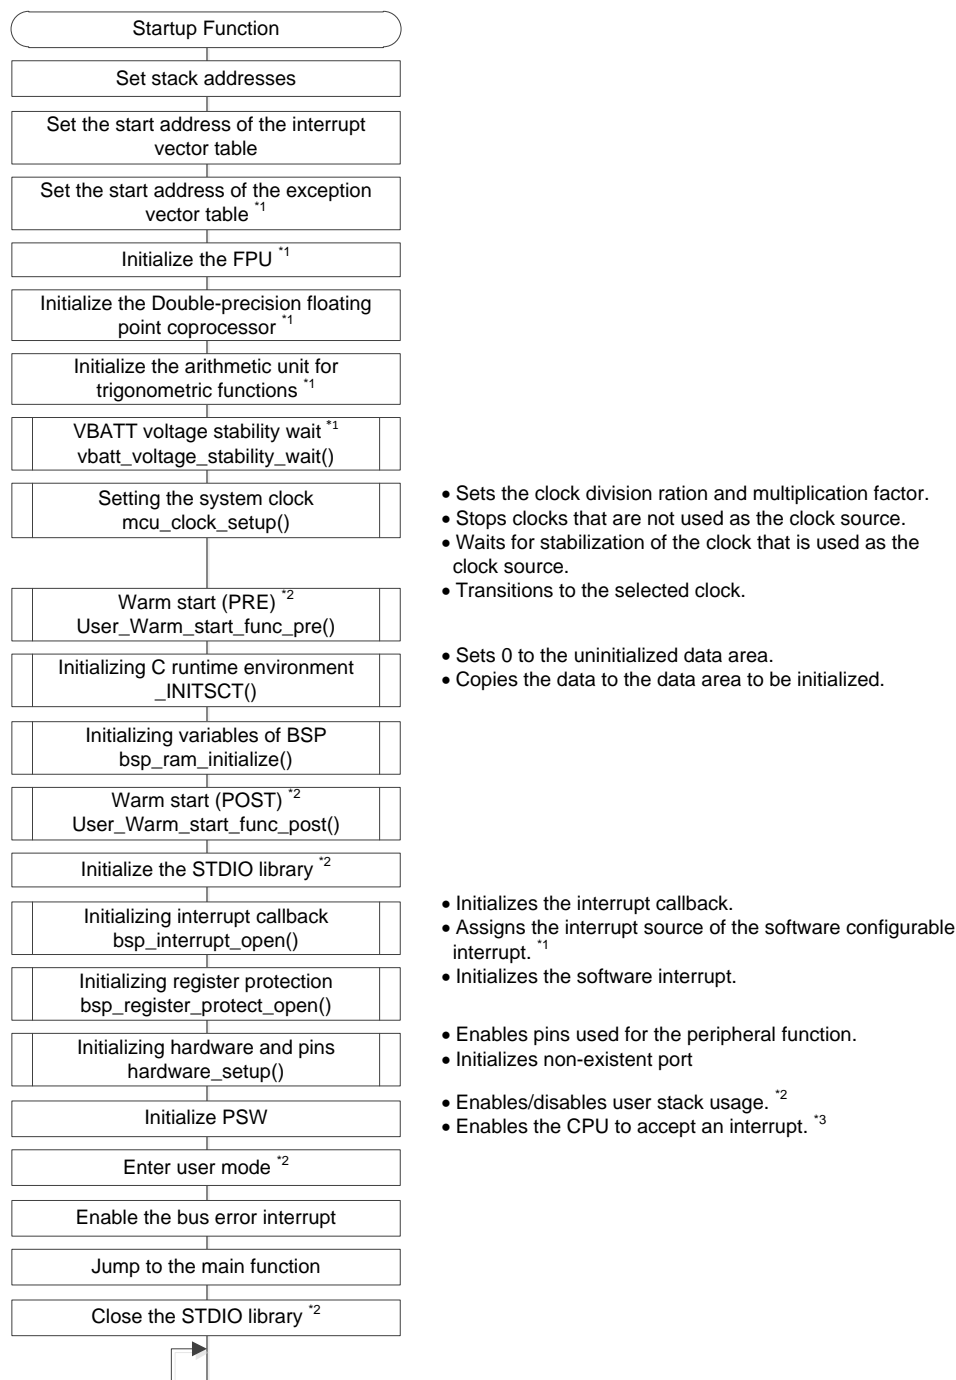 Startup Function
Set stack addresses
Set the start address of the interrupt
vector table
Set the start address of the exception
vector table *1
Initialize the FPU *1
Initialize the Double-precision floating
point coprocessor *1
Initialize the arithmetic unit for
trigonometric functions *1
VBATT voltage stability wait *1
vbatt_voltage_stability_wait()
Setting the system clock
mcu_clock_setup()
• Sets the clock division ration and multiplication factor.
• Stops clocks that are not used as the clock source.
• Waits for stabilization of the clock that is used as the
clock source.
• Transitions to the selected clock.
Warm start (PRE) *2
User_Warm_start_func_pre()
Initializing C runtime environment
_INITSCT()
• Sets 0 to the uninitialized data area.
• Copies the data to the data area to be initialized.
Initializing variables of BSP
bsp_ram_initialize()
Warm start (POST) *2
User_Warm_start_func_post()
Initialize the STDIO library *2
Initializing interrupt callback
bsp_interrupt_open()
• Initializes the interrupt callback.
• Assigns the interrupt source of the software configurable
interrupt. *1
• Initializes the software interrupt.
Initializing register protection
bsp_register_protect_open()
Initializing hardware and pins
hardware_setup()
• Enables pins used for the peripheral function.
• Initializes non-existent port
Initialize PSW
• Enables/disables user stack usage. *2
• Enables the CPU to accept an interrupt. *3
Enter user mode *2
Enable the bus error interrupt
Jump to the main function
Close the STDIO library *2